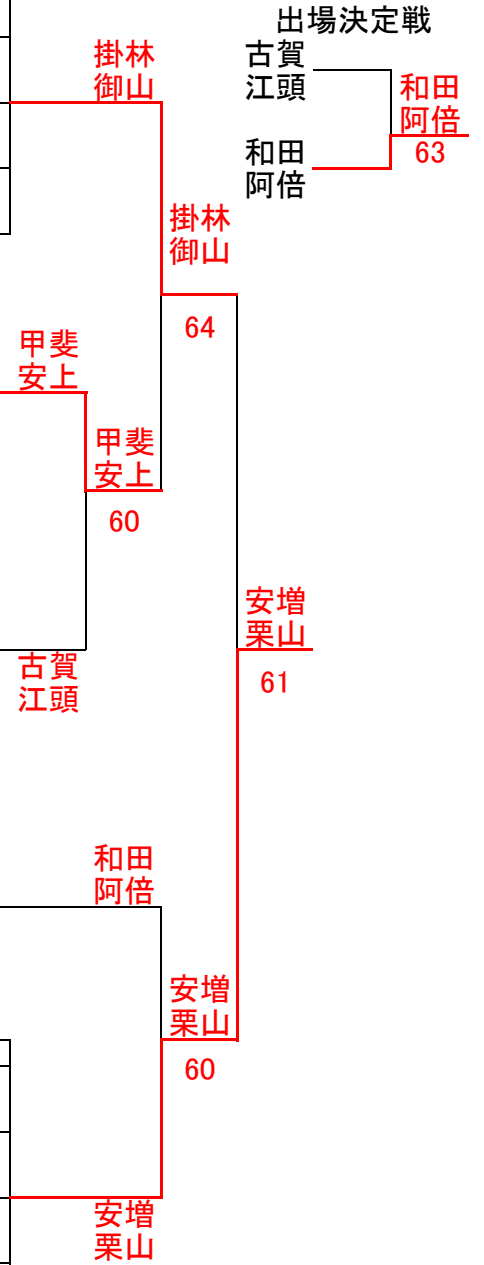 出場決定戦
古賀
江頭
和田
阿倍
63
和田
阿倍
掛林
御山
掛林
御山
64
甲斐
安上
甲斐
安上
60
古賀
江頭
安増
栗山
61
和田
阿倍
安増
栗山
60
安増
栗山